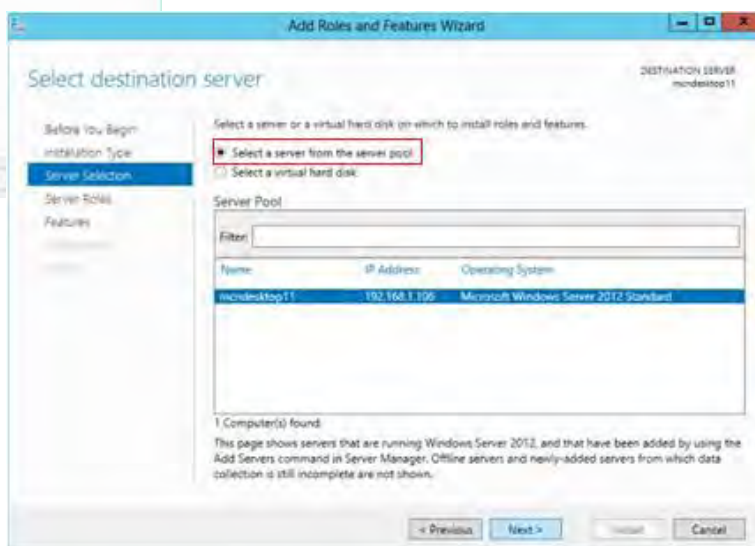 Add Roles and Features Wizard
Select destination server
DESTINATION SERVER
mcrdesktop11
Before You Begin
Installation Type
Server Selection
Server Roles
Features
Select a server or a virtual hard disk on which to install roles and features.
Select a server from the server pool
Select a virtual hard disk
Server Pool
Filter:
Name IP Address Operating System
mcrdesktop11 192.168.1.106 Microsoft Windows Server 2012 Standard
1 Computer(s) found
This page shows servers that are running Windows Server 2012, and that have been added by using the
Add Servers command in Server Manager. Offline servers and newly-added servers from which data
collection is still incomplete are not shown.
< Previous Next > Install Cancel